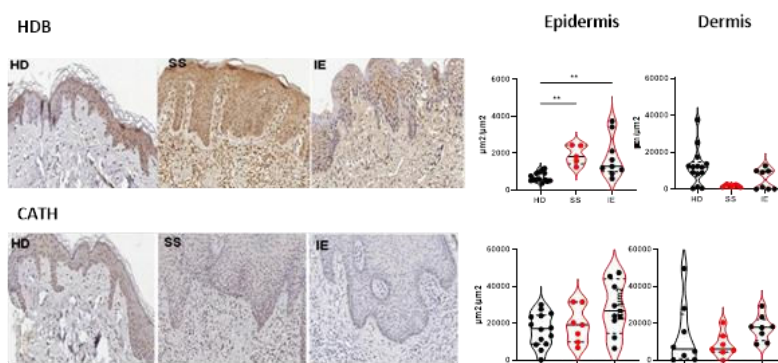 Epidermis Dermis
HDB
HD SS IE
** **
6000 4000 2000 0
µm2/µm2
HD SS IE
60000 40000 20000 0
HD SS IE
CATH
HD SS IE
60000 40000 20000 0
µm2/µm2
60000 40000 20000 0